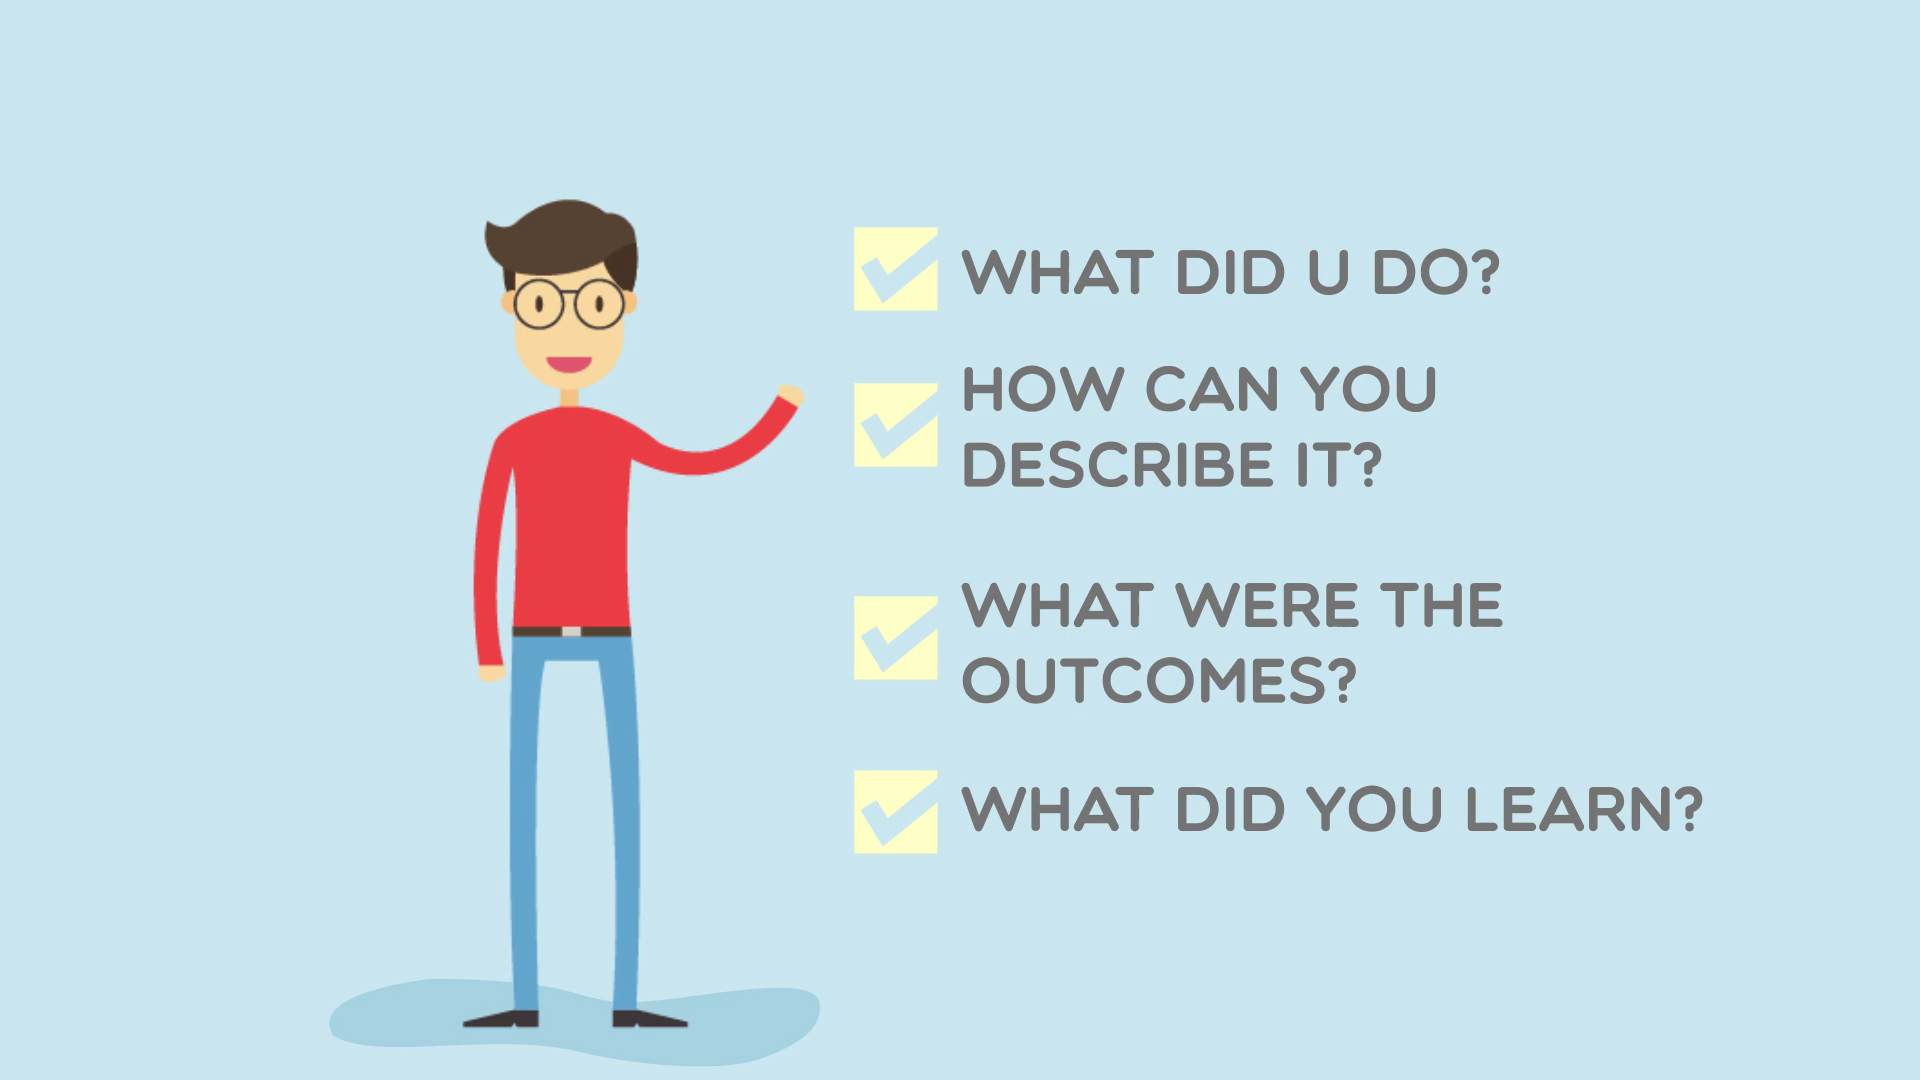 WHAT DID U DO?
HOW CAN YOU
DESCRIBE IT?
WHAT WERE THE
OUTCOMES?
WHAT DID YOU LEARN?